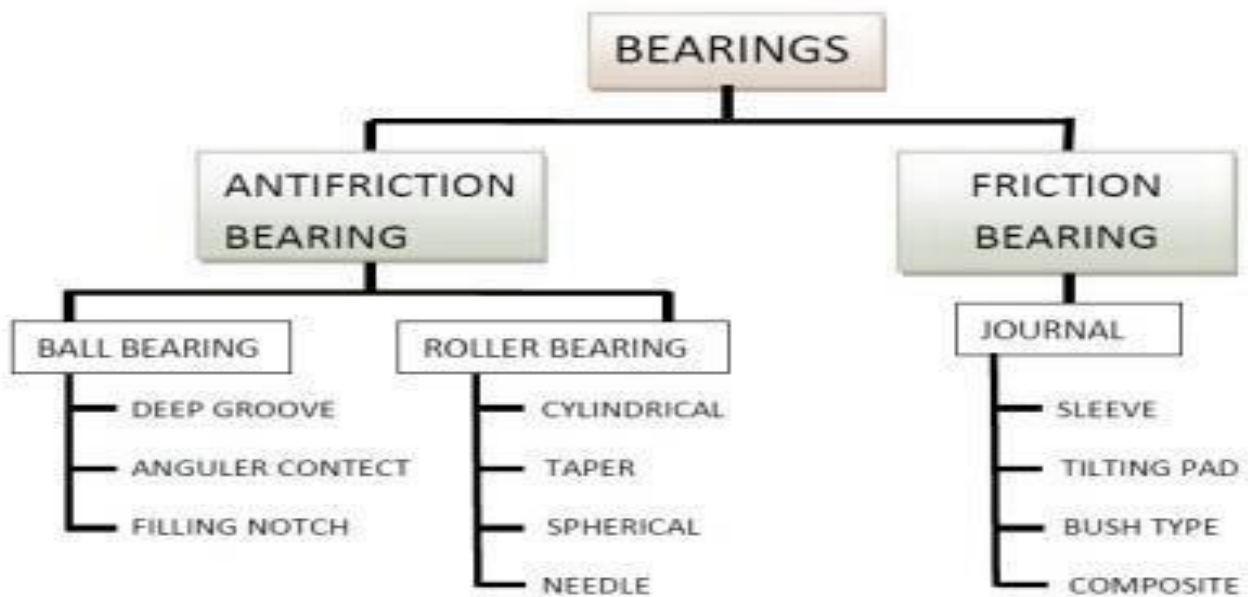 BEARINGS
ANTIFRICTION
BEARING
FRICTION
BEARING
BALL BEARING
DEEP GROOVE
ANGULER CONTECT
FILLING NOTCH
ROLLER BEARING
CYLINDRICAL
TAPER
SPHERICAL
NEEDLE
JOURNAL
SLEEVE
TILTING PAD
BUSH TYPE
COMPOSITE